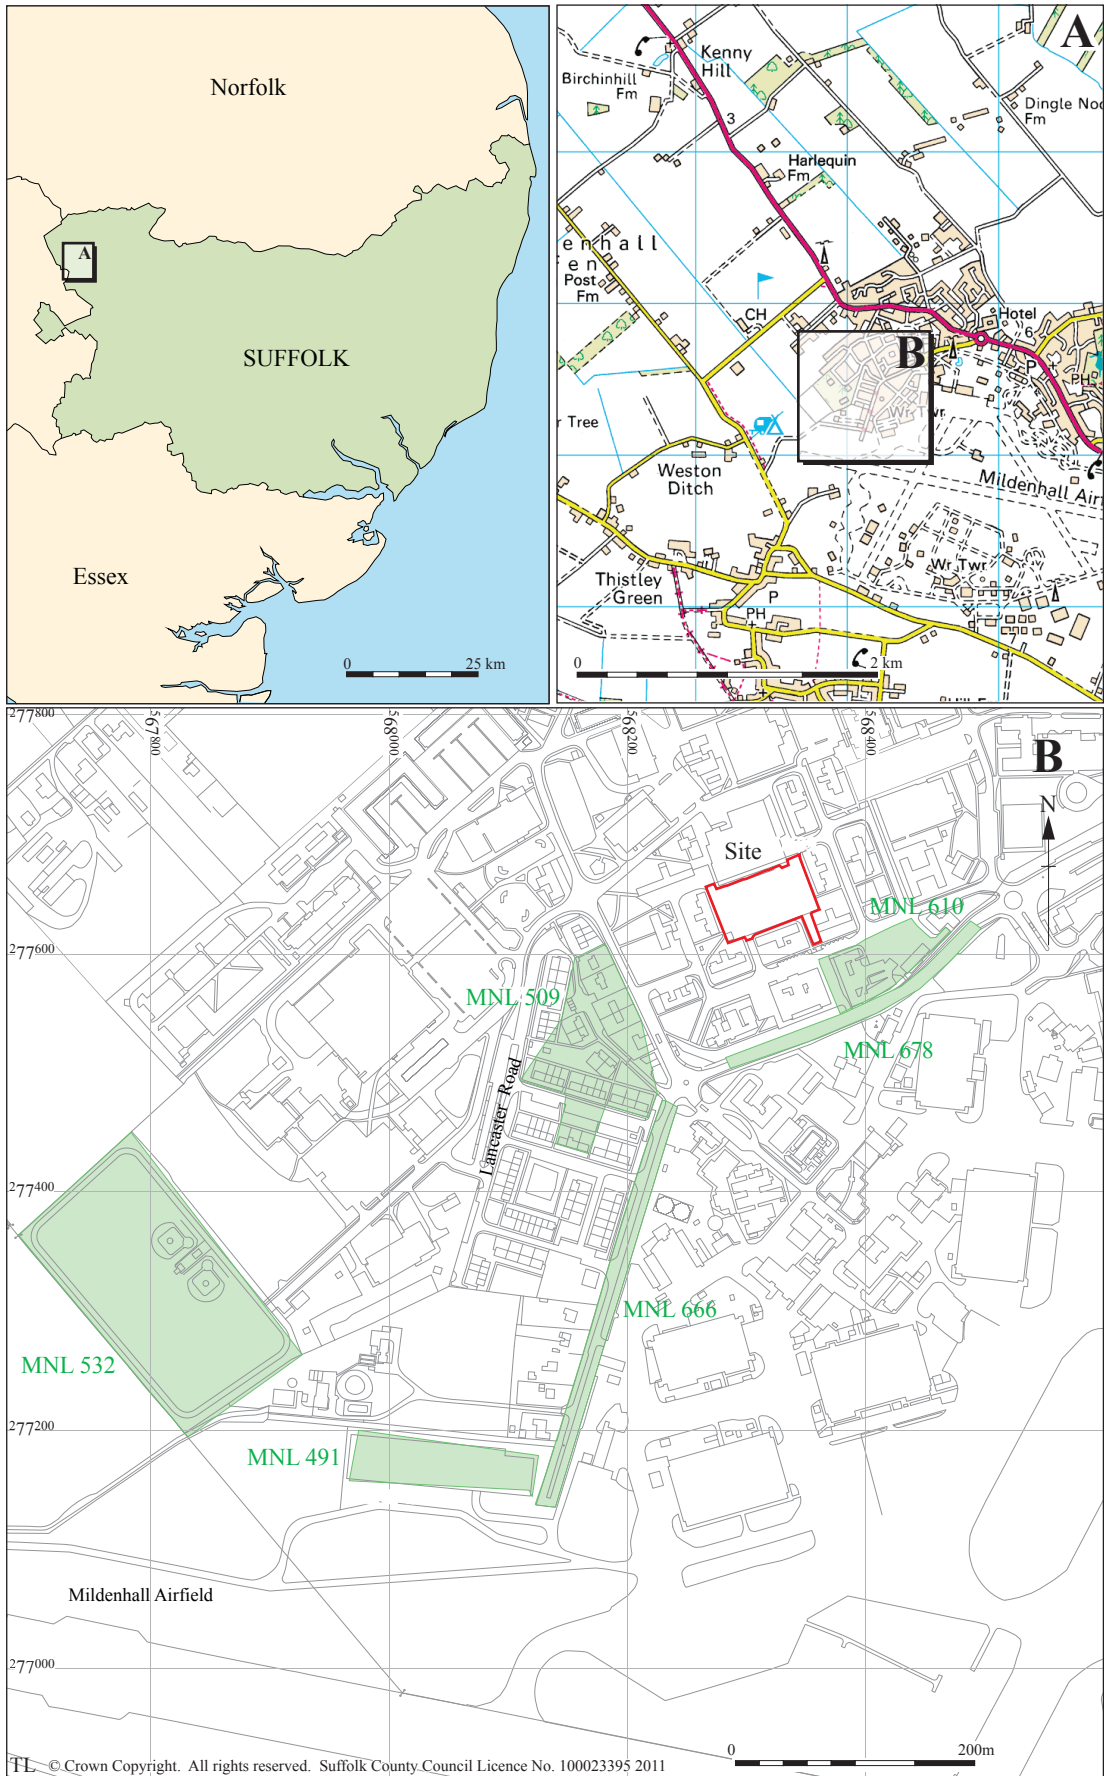 Norfolk
A
SUFFOLK
Essex
0 25 km
A
Kenny
Hill
Birchinhill
Fm
3
Dingle Noo
Fm
Harlequin
Fm
enhall
en
Post
Fm
CH
Hotel
6
B
P
PH
r Tree
Wr Twr
Weston
Ditch
Mildenhall Airf
Wr Twr
Thistley
Green
P
PH
0 2 km
277800
567800
568000
568200
568400
B
N
Site
MNL 610
277600
MNL 509
MNL 678
Lancaster Road
277400
MNL 666
MNL 532
277200
MNL 491
Mildenhall Airfield
277000
0 200m
TL © Crown Copyright. All rights reserved. Suffolk County Council Licence No. 100023395 2011